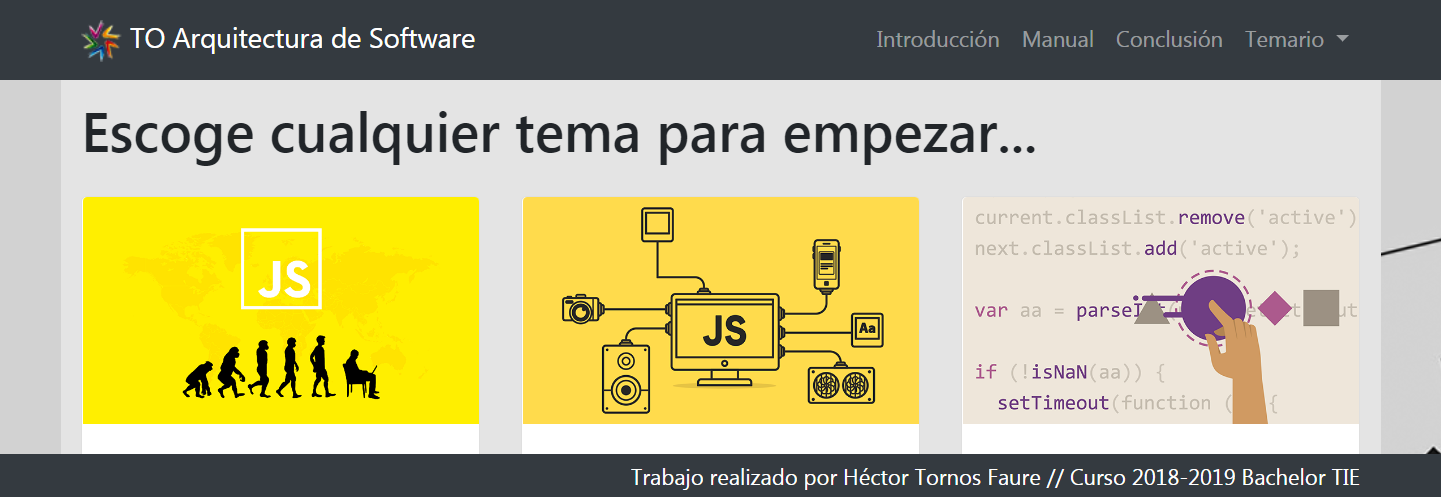 TO Arquitectura de Software
Introducción Manual Conclusión Temario
Escoge cualquier tema para empezar...
JS
JS
Aa
current.classList.remove('active')
next.classList.add('active');
var aa = 
if (!isNaN(aa)) {
setTimeout(function ( {
Trabajo realizado por Héctor Tornos Faure // Curso 2018-2019 Bachelor TIE